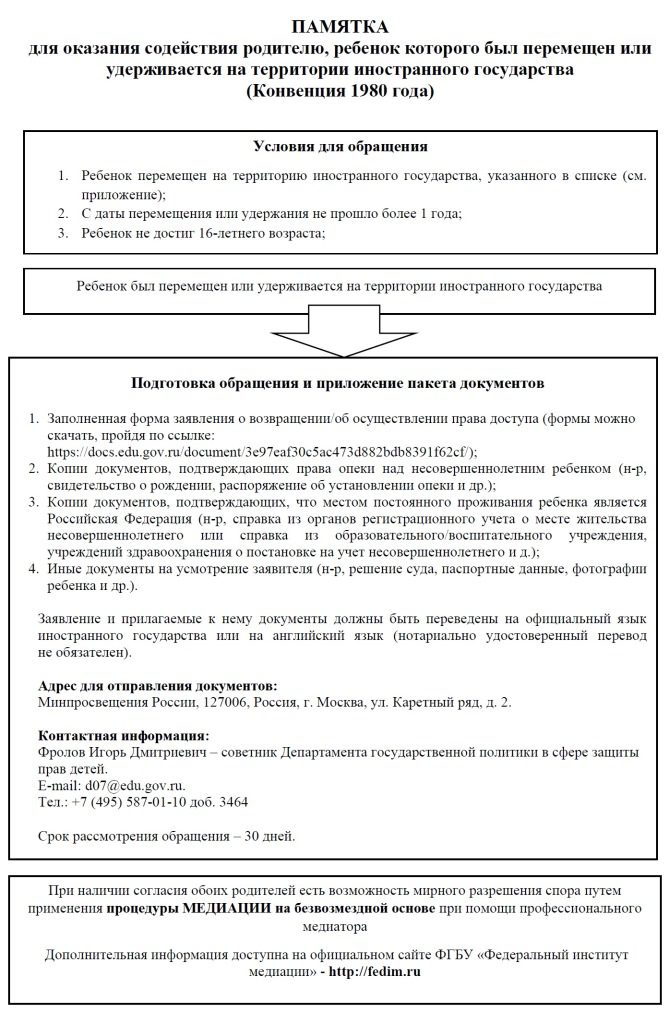 ПАМЯТКА
для оказания содействия родителю, ребенок которого был перемещен или
удерживается на территории иностранного государства
(Конвенция 1980 года)
Условия для обращения
1. Ребенок перемещен на территорию иностранного государства, указанного в списке (см.
приложение);
2. С даты перемещения или удержания не прошло более 1 года;
3. Ребенок не достиг 16-летнего возраста;
Ребенок был перемещен или удерживается на территории иностранного государства
Подготовка обращения и приложение пакета документов
1. Заполненная форма заявления о возвращении/об осуществлении права доступа (формы можно
скачать, пройдя по ссылке:
https://docs.edu.gov.ru/document/3e97eaf30c5ac473d882bdb8391f62cf/);
2. Копии документов, подтверждающих права опеки над несовершеннолетним ребенком (н-р,
свидетельство о рождении, распоряжение об установлении опеки и др.);
3. Копии документов, подтверждающих, что местом постоянного проживания ребенка является
Российская Федерация (н-р, справка из органов регистрационного учета о месте жительства
несовершеннолетнего или справка из образовательного/воспитательного учреждения,
учреждений здравоохранения о постановке на учет несовершеннолетнего и д.);
4. Иные документы на усмотрение заявителя (н-р, решение суда, паспортные данные, фотографии
ребенка и др.).
Заявление и прилагаемые к нему документы должны быть переведены на официальный язык
иностранного государства или на английский язык (нотариально удостоверенный перевод
не обязателен).
Адрес для отправления документов:
Минпросвещения России, 127006, Россия, г. Москва, ул. Каретный ряд, д. 2.
Контактная информация:
Фролов Игорь Дмитриевич – советник Департамента государственной политики в сфере защиты
прав детей.
E-mail: d07@edu.gov.ru.
Тел.: +7 (495) 587-01-10 доб. 3464
Срок рассмотрения обращения – 30 дней.
При наличии согласия обоих родителей есть возможность мирного разрешения спора путем
применения процедуры МЕДИАЦИИ на безвозмездной основе при помощи профессионального
медиатора
Дополнительная информация доступна на официальном сайте ФГБУ «Федеральный институт
медиации» - http://fedim.ru